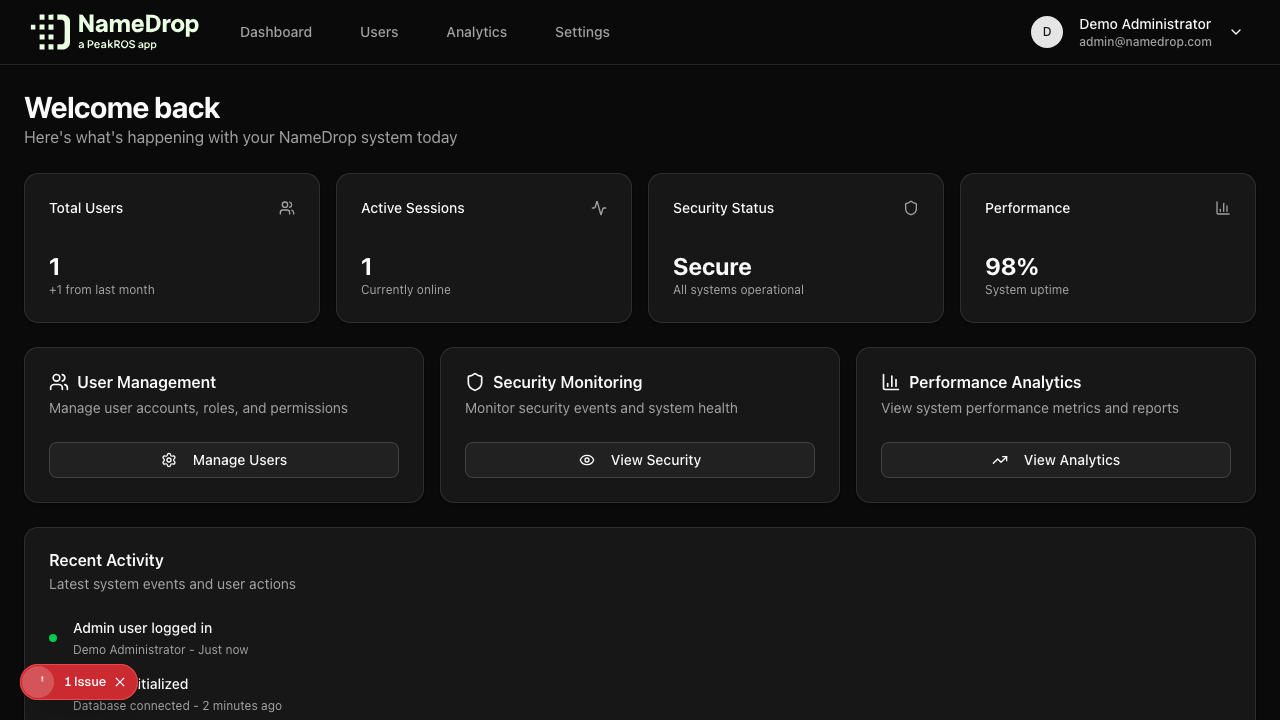 NameDrop
a PeakROS app
Dashboard
Users
Analytics
Settings
D
Demo Administrator
admin@namedrop.com
Welcome back
Here's what's happening with your NameDrop system today
Total Users
1
+1 from last month
Active Sessions
1
Currently online
Security Status
Secure
All systems operational
Performance
98%
System uptime
User Management
Manage user accounts, roles, and permissions
Manage Users
Security Monitoring
Monitor security events and system health
View Security
Performance Analytics
View system performance metrics and reports
View Analytics
Recent Activity
Latest system events and user actions
Admin user logged in
Demo Administrator - Just now
1 Issue
Database connected - 2 minutes ago